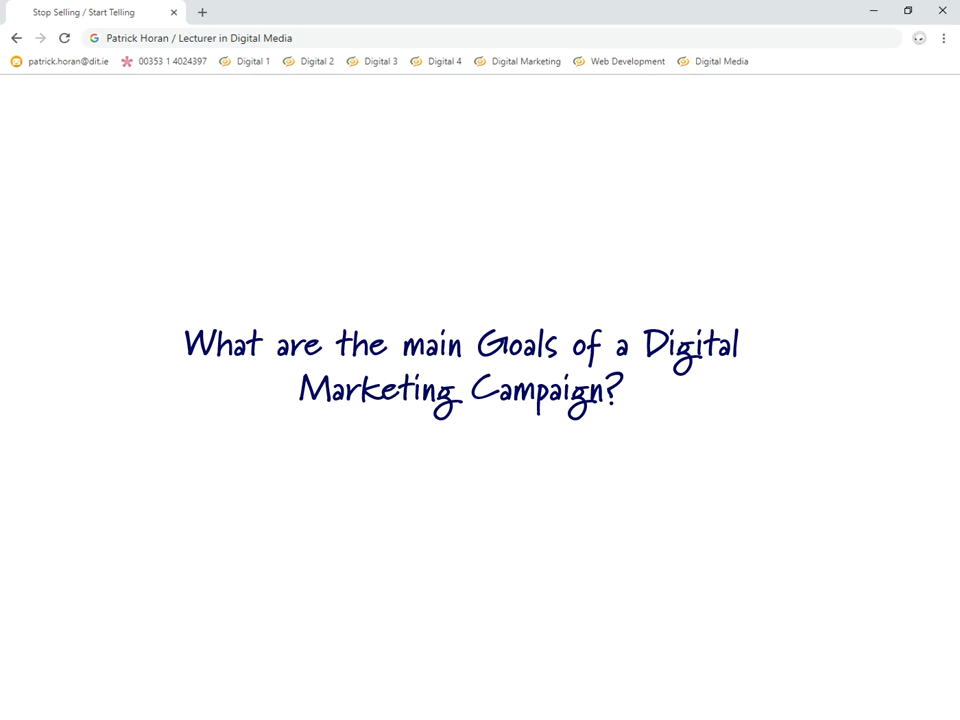 Stop Selling / Start Telling
Patrick Horan / Lecturer in Digital Media
patrick.horan@dit.ie 00353 1 4024397 Digital 1 Digital 2 Digital 3 Digital 4 Digital Marketing Web Development Digital Media
What are the main Goals of a Digital
Marketing Campaign?